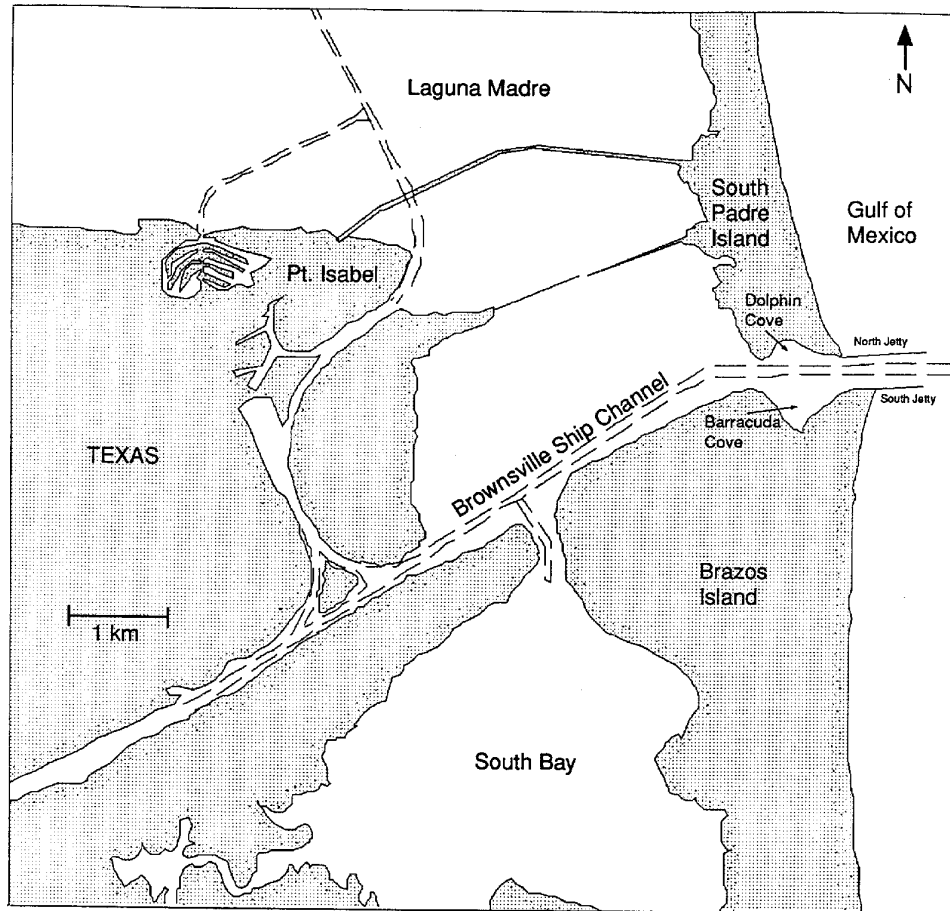 Laguna Madre
N
South
Padre
Island
Gulf of
Mexico
Pt. Isabel
Dolphin
Cove
North Jetty
South Jetty
Barracuda
Cove
Brownsville Ship Channel
TEXAS
Brazos
Island
1 km
South Bay